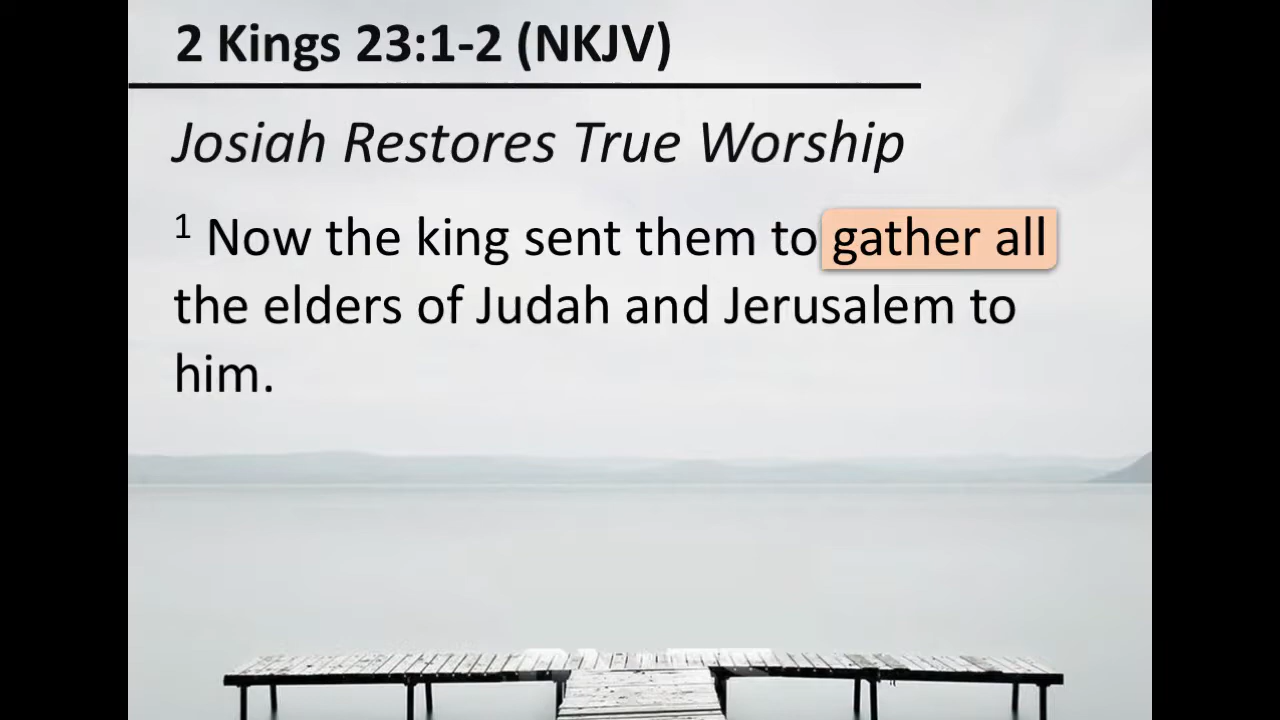 2 Kings 23:1-2 (NKJV)
Josiah Restores True Worship
1 Now the king sent them to gather all
the elders of Judah and Jerusalem to
him.